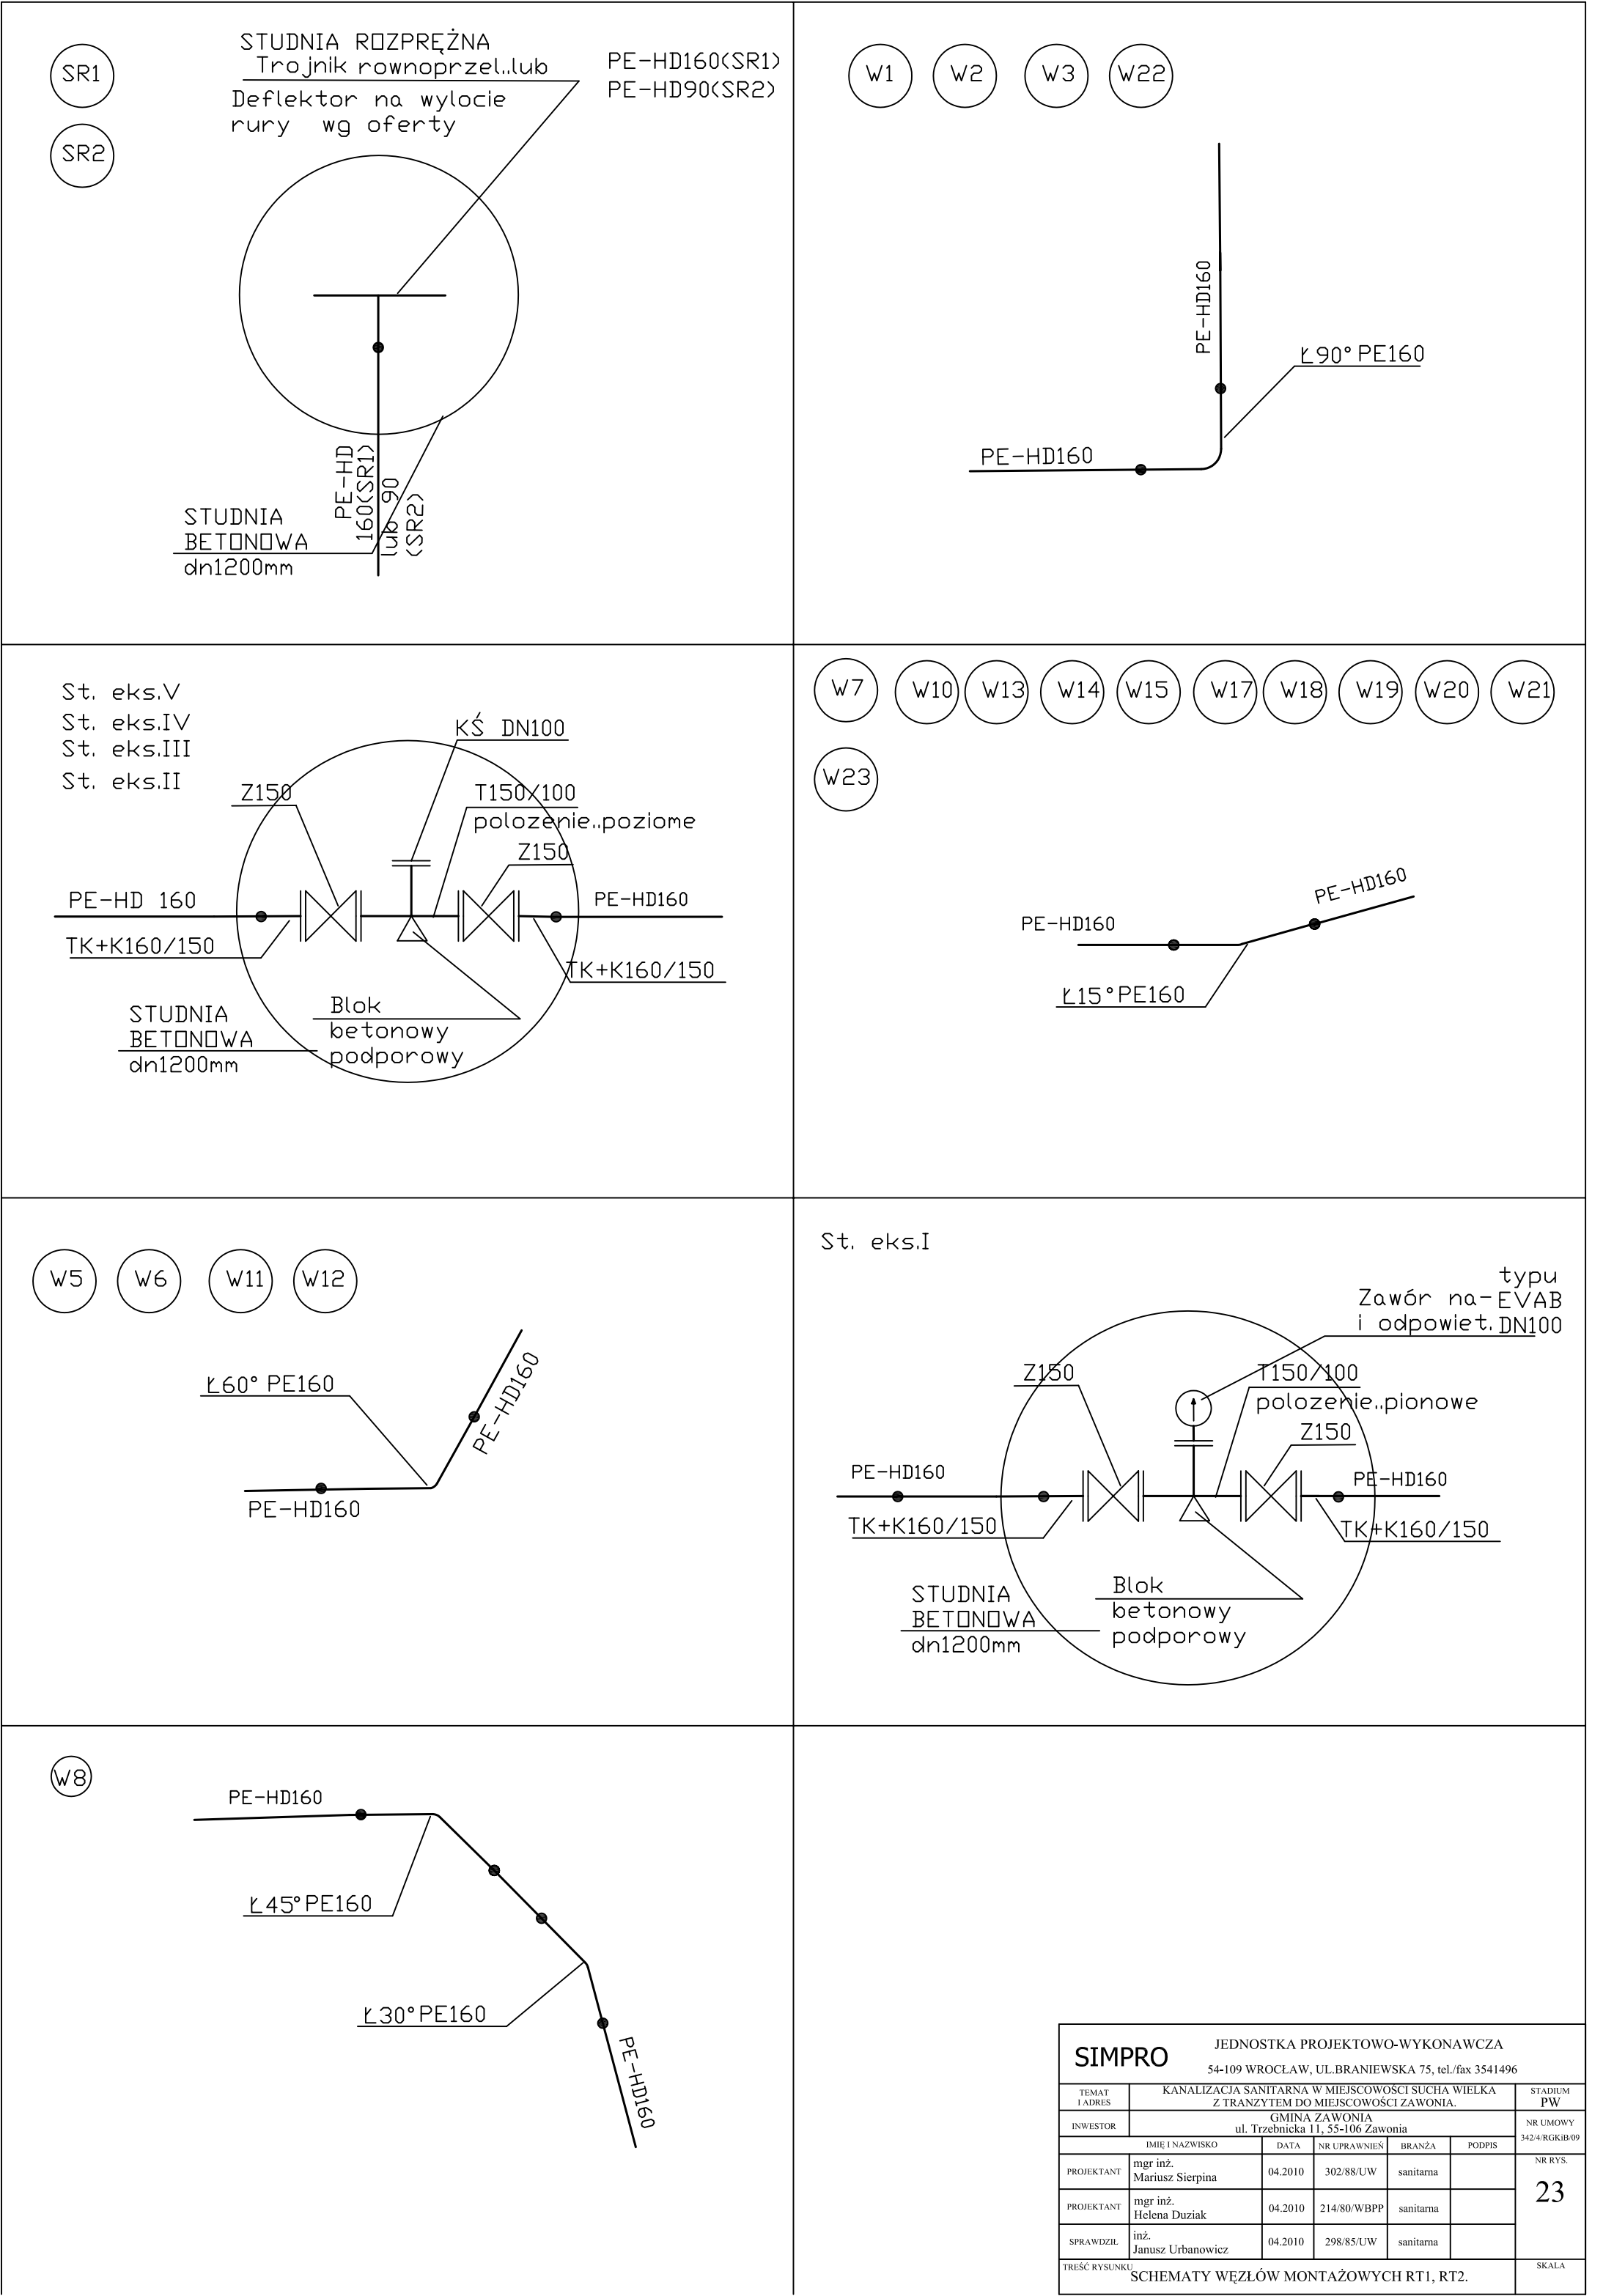 SR1
SR2
STUDNIA ROZPRĘŻNA
Trojnik rownoprzel..lub
Deflektor na wylocie
rury wg oferty
PE-HD160(SR1)
PE-HD90(SR2)
PE-HD
160(SR1)
lub 90
(SR2)
STUDNIA
BETONOWA
dn1200mm
W1 W2 W3 W22
PE-HD160
Ł90° PE160
PE-HD160
St. eks.V
St. eks.IV
St. eks.III
St. eks.II
KŚ DN100
Z150
T150/100
polozenie..poziome
Z150
PE-HD 160
PE-HD160
TK+K160/150
TK+K160/150
STUDNIA
BETONOWA
dn1200mm
Blok
betonowy
podporowy
W7 W10 W13 W14 W15 W17 W18 W19 W20 W21
W23
PE-HD160
PE-HD160
Ł15°PE160
W5 W6 W11 W12
Ł60° PE160
PE-HD160
PE-HD160
St. eks.I
typu
Zawór na- EVAB
i odpowiet. DN100
Z150
T150/100
polozenie..pionowe
Z150
PE-HD160
PE-HD160
TK+K160/150
TK+K160/150
STUDNIA
BETONOWA
dn1200mm
Blok
betonowy
podporowy
W8
PE-HD160
Ł45°PE160
Ł30°PE160
PE-HD160
SIMPRO
JEDNOSTKA PROJEKTOWO-WYKONAWCZA
54-109 WROCŁAW, UL.BRANIEWSKA 75, tel./fax 3541496
TEMAT
I ADRES
KANALIZACJA SANITARNA W MIEJSCOWOŚCI SUCHA WIELKA
Z TRANZYTEM DO MIEJSCOWOŚCI ZAWONIA.
STADIUM
PW
INWESTOR
GMINA ZAWONIA
ul. Trzebnicka 11, 55-106 Zawonia
NR UMOWY
342/4/RGKiB/09
IMIĘ I NAZWISKO DATA NR UPRAWNIEŃ BRANŻA PODPIS
NR RYS.
23
PROJEKTANT
mgr inż.
Mariusz Sierpina
04.2010 302/88/UW sanitarna
PROJEKTANT
mgr inż.
Helena Duziak
04.2010 214/80/WBPP sanitarna
SPRAWDZIŁ
inż.
Janusz Urbanowicz
04.2010 298/85/UW sanitarna
TREŚĆ RYSUNKU
SCHEMATY WĘZŁÓW MONTAŻOWYCH RT1, RT2.
SKALA